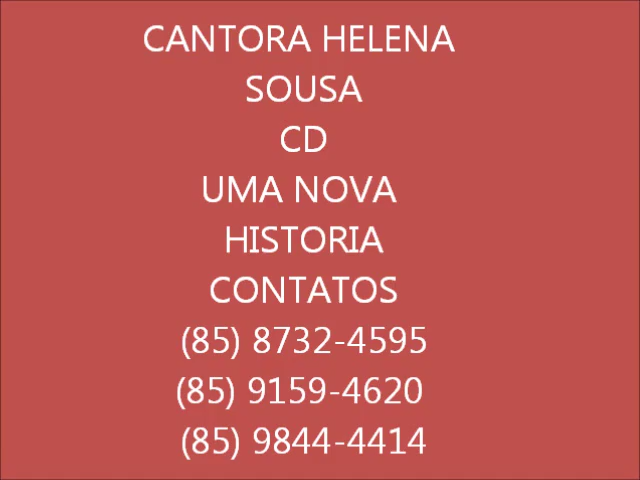 CANTORA HELENA
SOUSA
CD
UMA NOVA
HISTORIA
CONTATOS
(85) 8732-4595
(85) 9159-4620
(85) 9844-4414